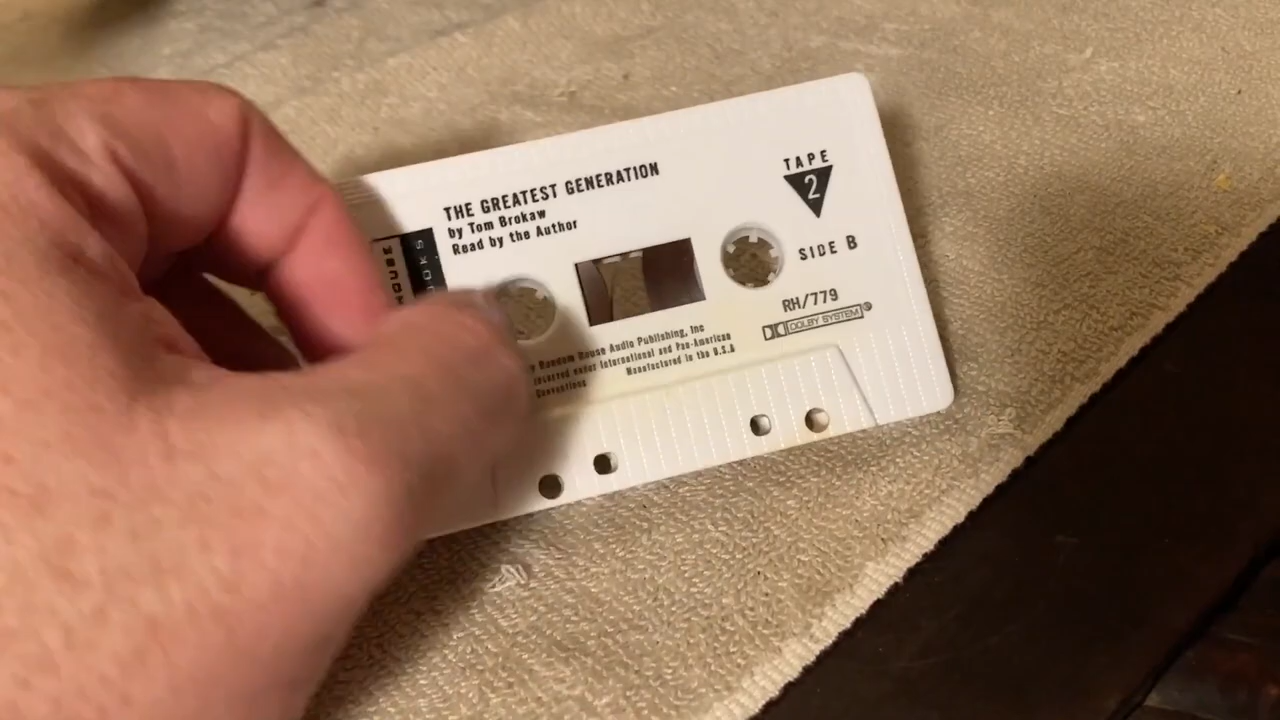 THE GREATEST GENERATION
by Tom Brokaw
Read by the Author
TAPE
2
SIDE B
RH/779
DOLBY SYSTEM
Random House Audio Publishing, Inc
under International and Pan-American
Conventions Manufactured in the U.S.A